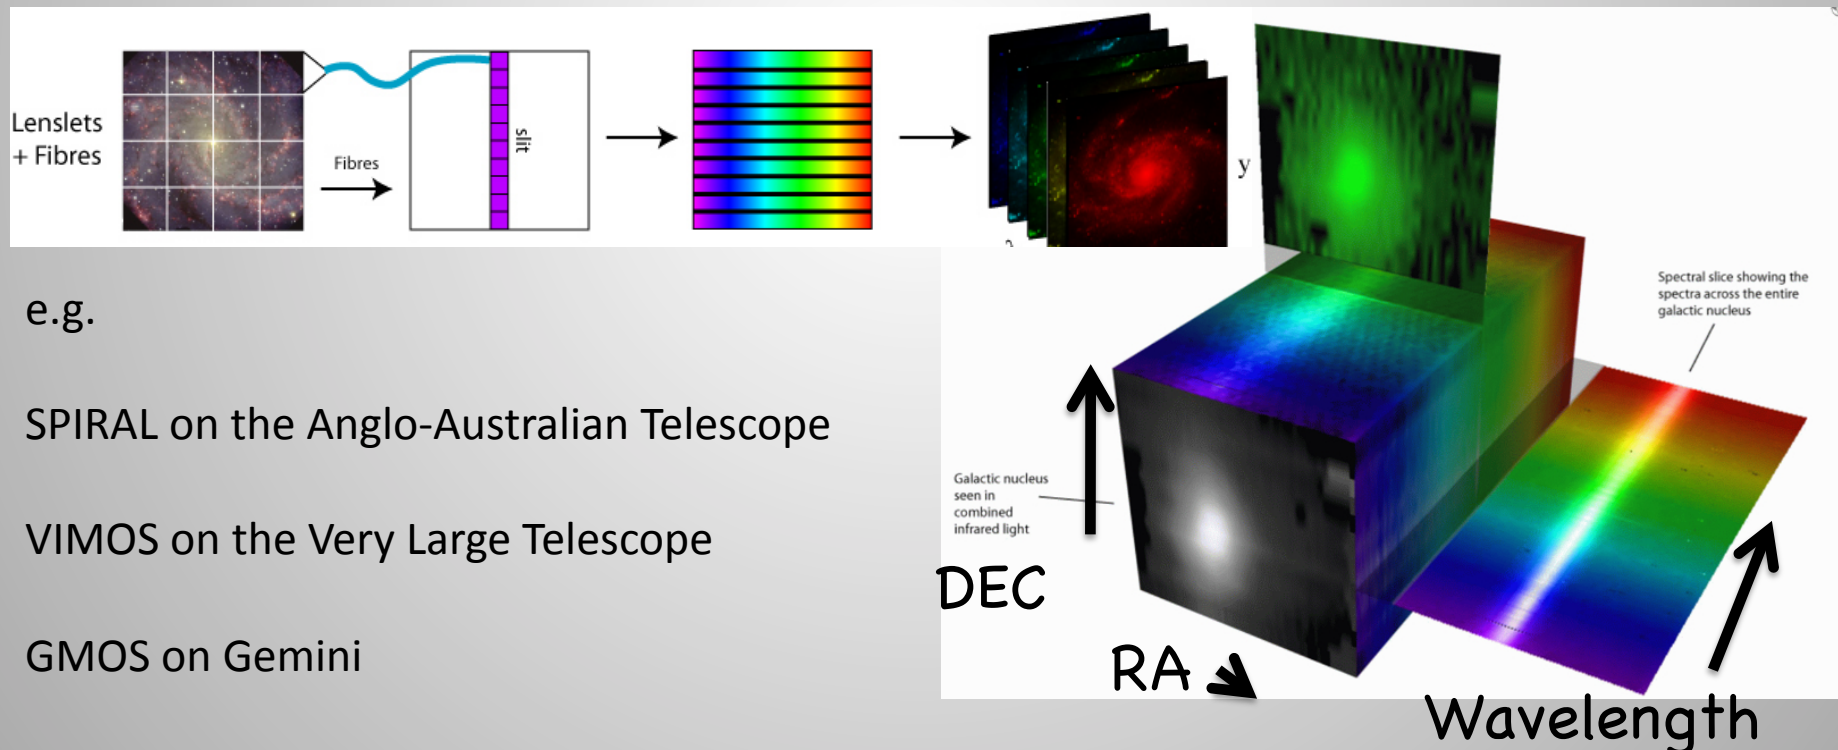 Lenslets
+ Fibres
Fibres
slit
y
e.g.
SPIRAL on the Anglo-Australian Telescope
VIMOS on the Very Large Telescope
GMOS on Gemini
Spectral slice showing the
spectra across the entire
galactic nucleus
Galactic nucleus
seen in
combined
infrared light
DEC
RA
Wavelength